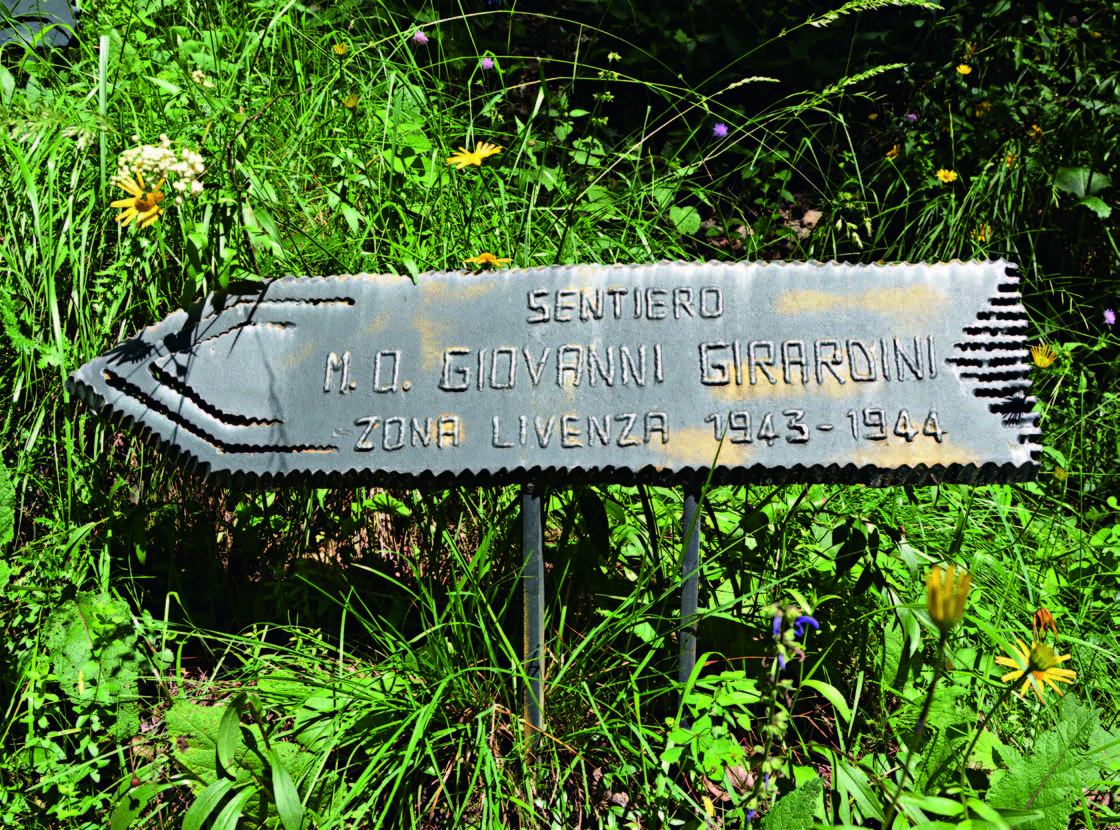 SENTIERO
M. O. GIOVANNI GIRARDINI
ZONA LIVENZA 1943-1944